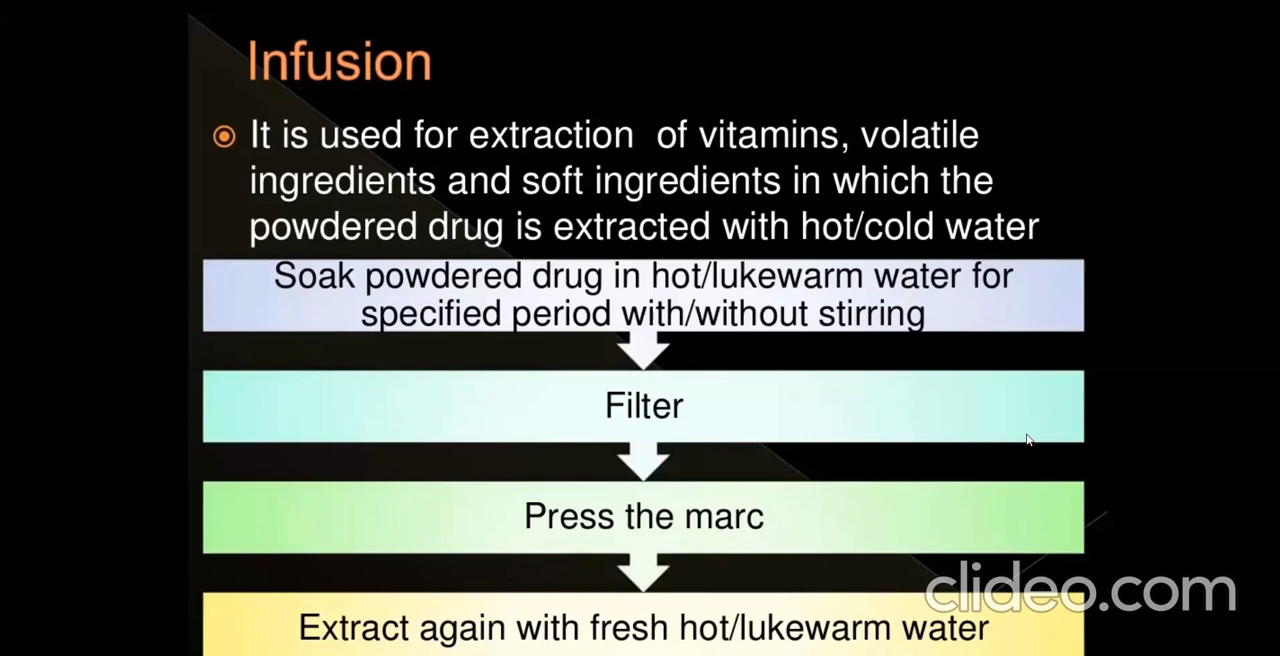 Infusion
It is used for extraction of vitamins, volatile
ingredients and soft ingredients in which the
powdered drug is extracted with hot/cold water
Soak powdered drug in hot/lukewarm water for
specified period with/without stirring
Filter
Press the marc
Extract again with fresh hot/lukewarm water
clideo.com